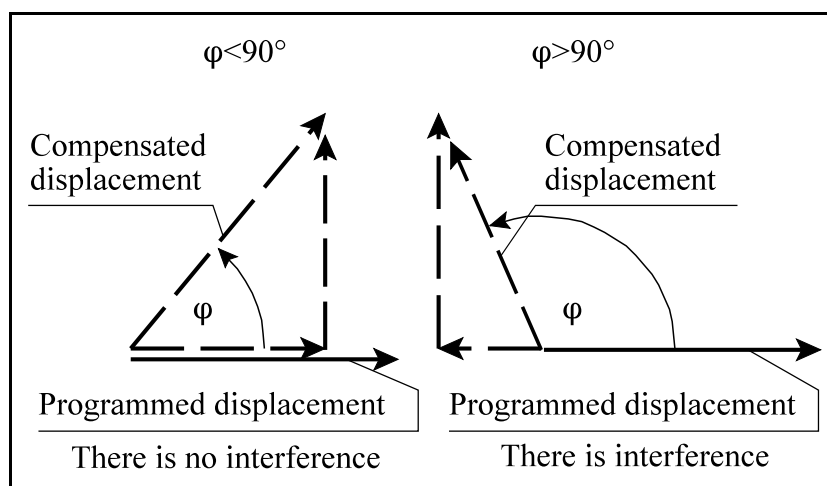 φ<90°
Compensated
displacement
φ
Programmed displacement
There is no interference
φ>90°
Compensated
displacement
φ
Programmed displacement
There is interference